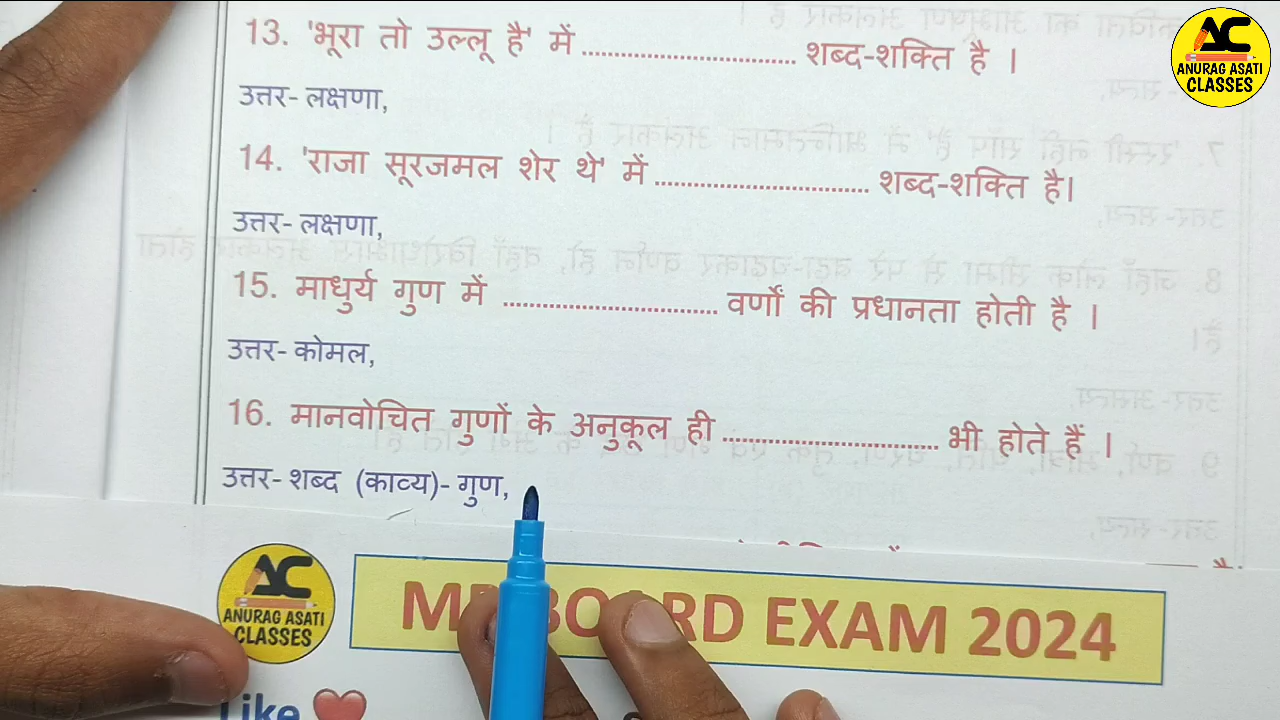 13. 'भूरा तो उल्लू है' में .................................... शब्द-शक्ति है ।
उत्तर- लक्षणा,
14. 'राजा सूरजमल शेर थे' में .................................... शब्द-शक्ति है।
उत्तर- लक्षणा,
15. माधुर्य गुण में .................................... वर्णों की प्रधानता होती है ।
उत्तर- कोमल,
16. मानवोचित गुणों के अनुकूल ही .................................... भी होते हैं ।
उत्तर- शब्द (काव्य)- गुण,
AC
ANURAG ASATI
CLASSES
AC
ANURAG ASATI
CLASSES
EXAM 2024
Like